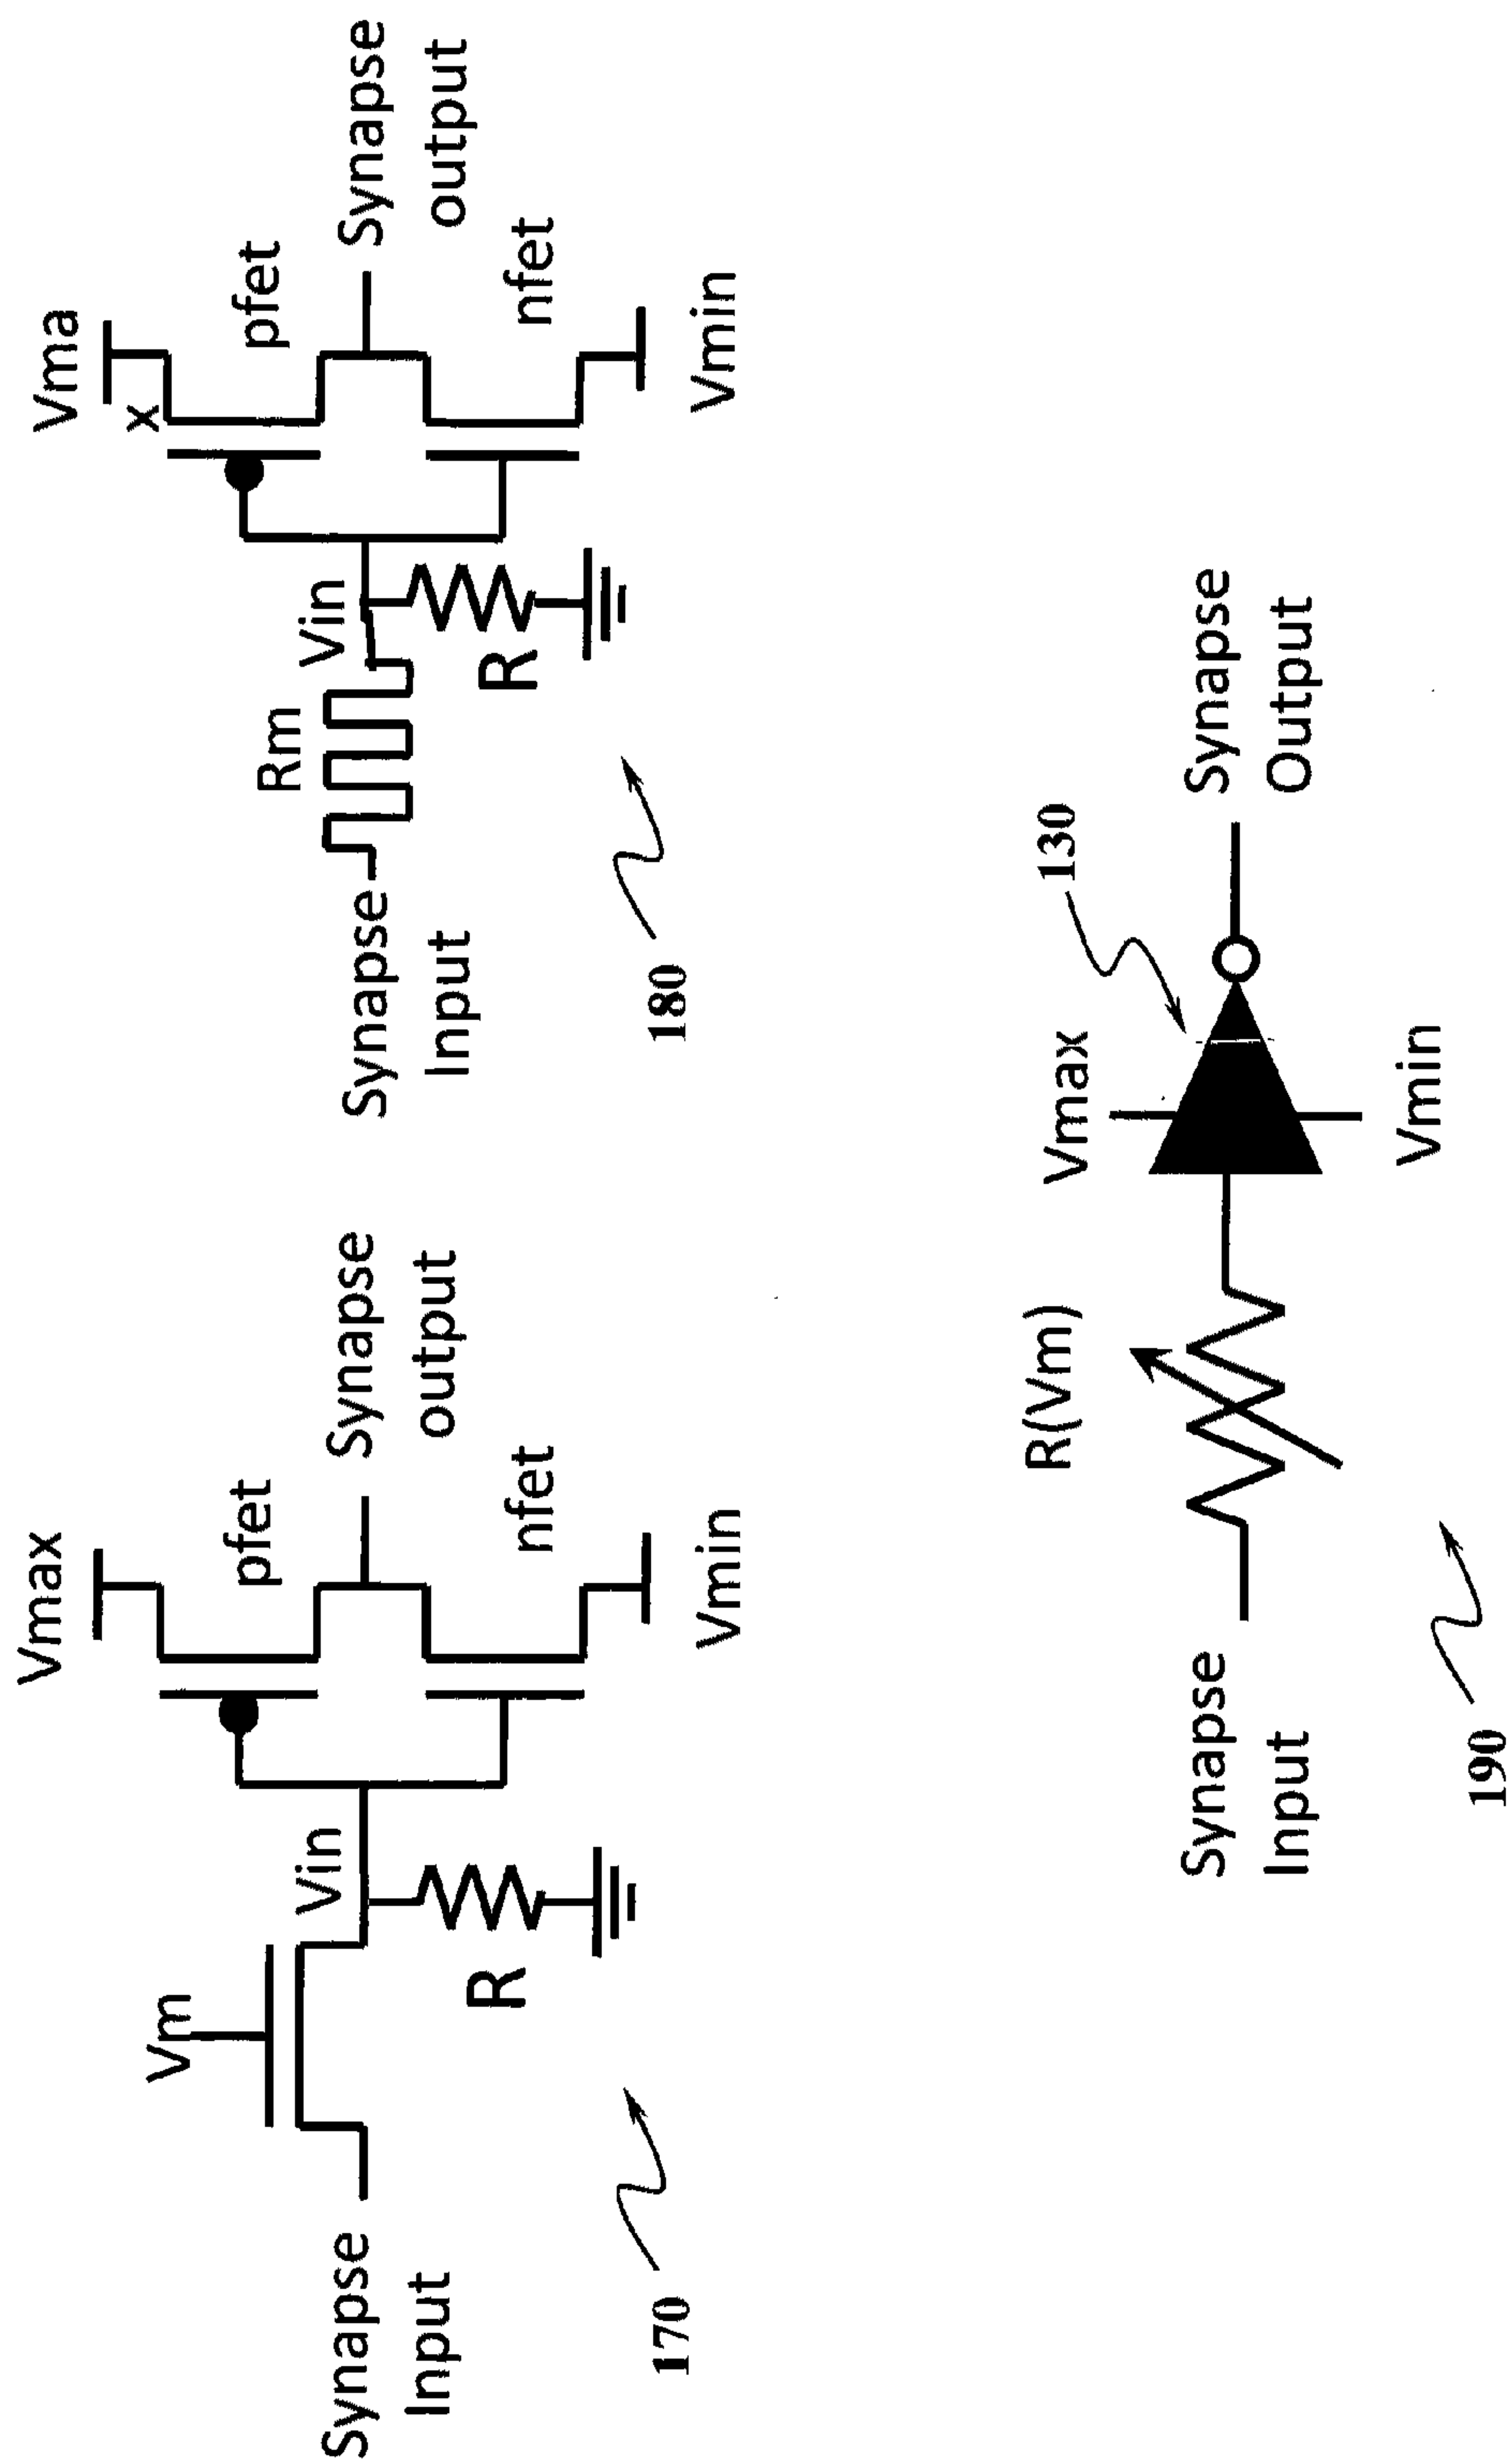 Vmax
pfet
Vm
Vin
Synapse
Input
Synapse
output
R
nfet
Vmin
170
Vma
x
pfet
Rm
Vin
Synapse
Input
Synapse
output
R
nfet
Vmin
180
R(Vm)
Vmax
130
Synapse
Input
Synapse
Output
Vmin
190